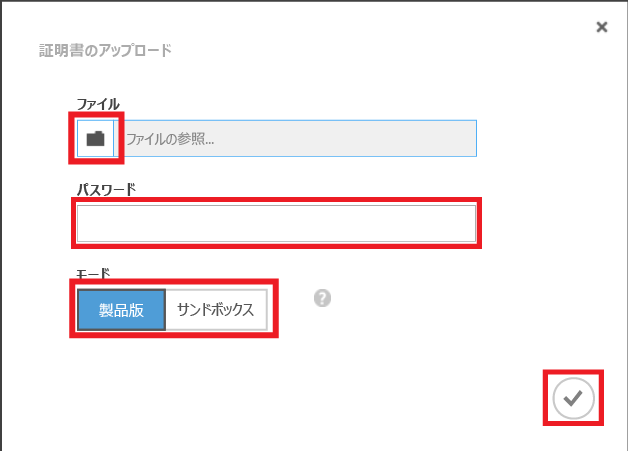 証明書のアップロード
ファイル
ファイルの参照...
パスワード
モード
製品版
サンドボックス
?